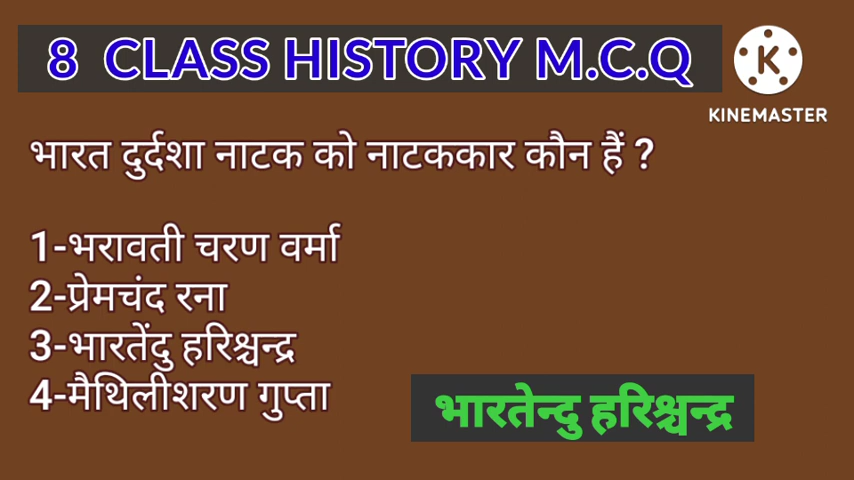 8 CLASS HISTORY M.C.Q
K
KINEMASTER
भारत दुर्दशा नाटक को नाटककार कौन हैं ?
1-भरावती चरण वर्मा
2-प्रेमचंद रना
3-भारतेंदु हरिश्चन्द्र
4-मैथिलीशरण गुप्ता
भारतेन्दु हरिश्चन्द्र